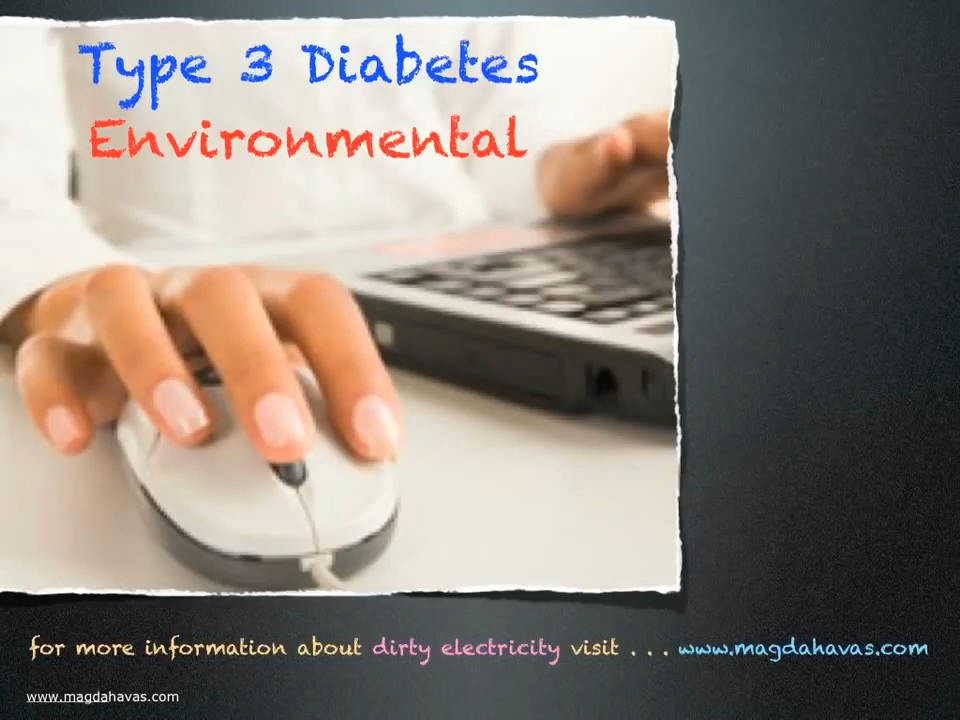 Type 3 Diabetes
Environmental
for more information about dirty electricity visit . . . www.magdahavas.com
www.magdahavas.com